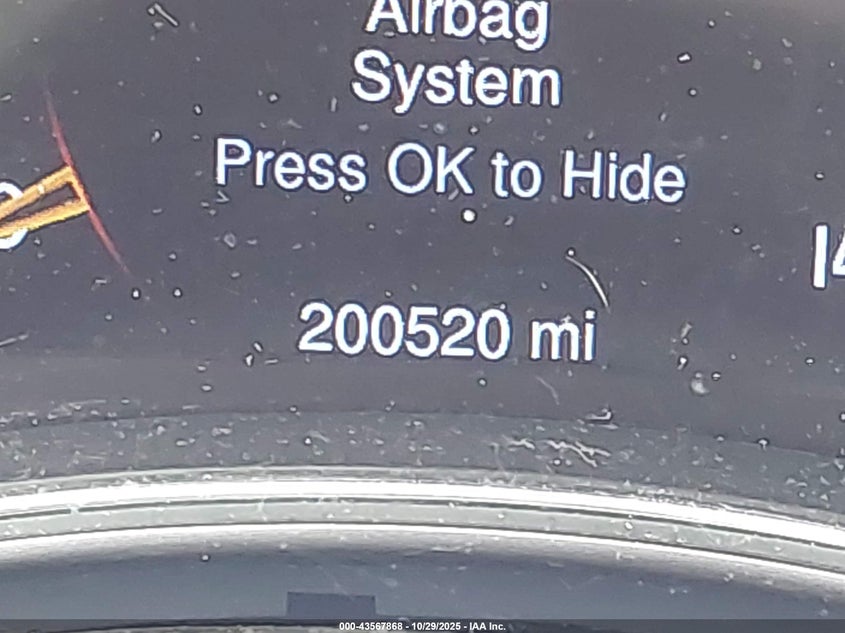 Airbag
System
Press OK to Hide
200520 mi
000-43567868 - 10/29/2025 - IAA Inc.